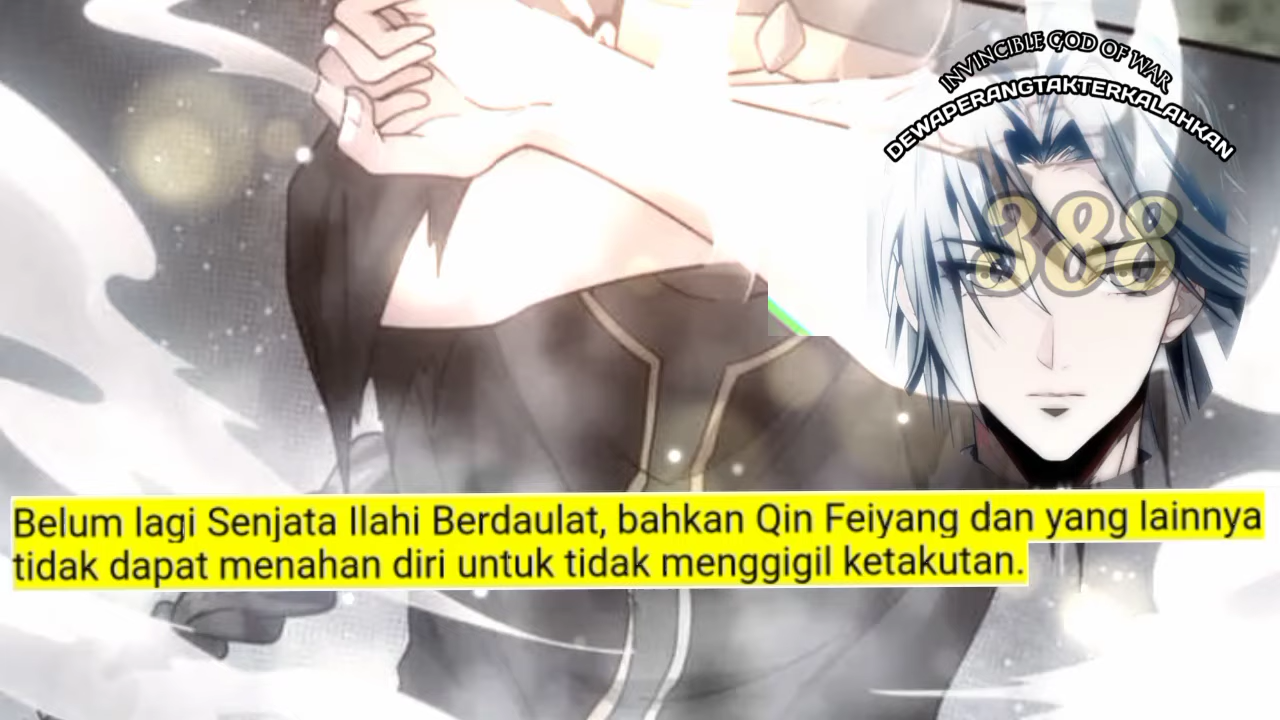 INVINCIBLE GOD OF WAR
DEWAPERANGTAKTERKALAHKAN
388
Belum lagi Senjata Ilahi Berdaulat, bahkan Qin Feiyang dan yang lainnya
tidak dapat menahan diri untuk tidak menggigil ketakutan.